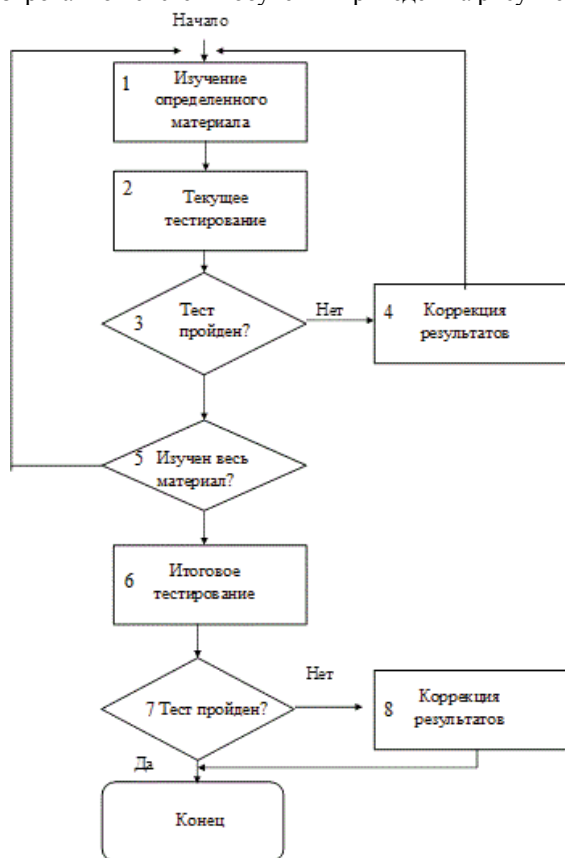 Начало
1 Изучение
определенного
материала
2 Текущее
тестирование
3 Тест
пройден?
Нет
4 Коррекция
результатов
5 Изучен весь
материал?
6 Итоговое
тестирование
7 Тест пройден?
Нет
8 Коррекция
результатов
Да
Конец